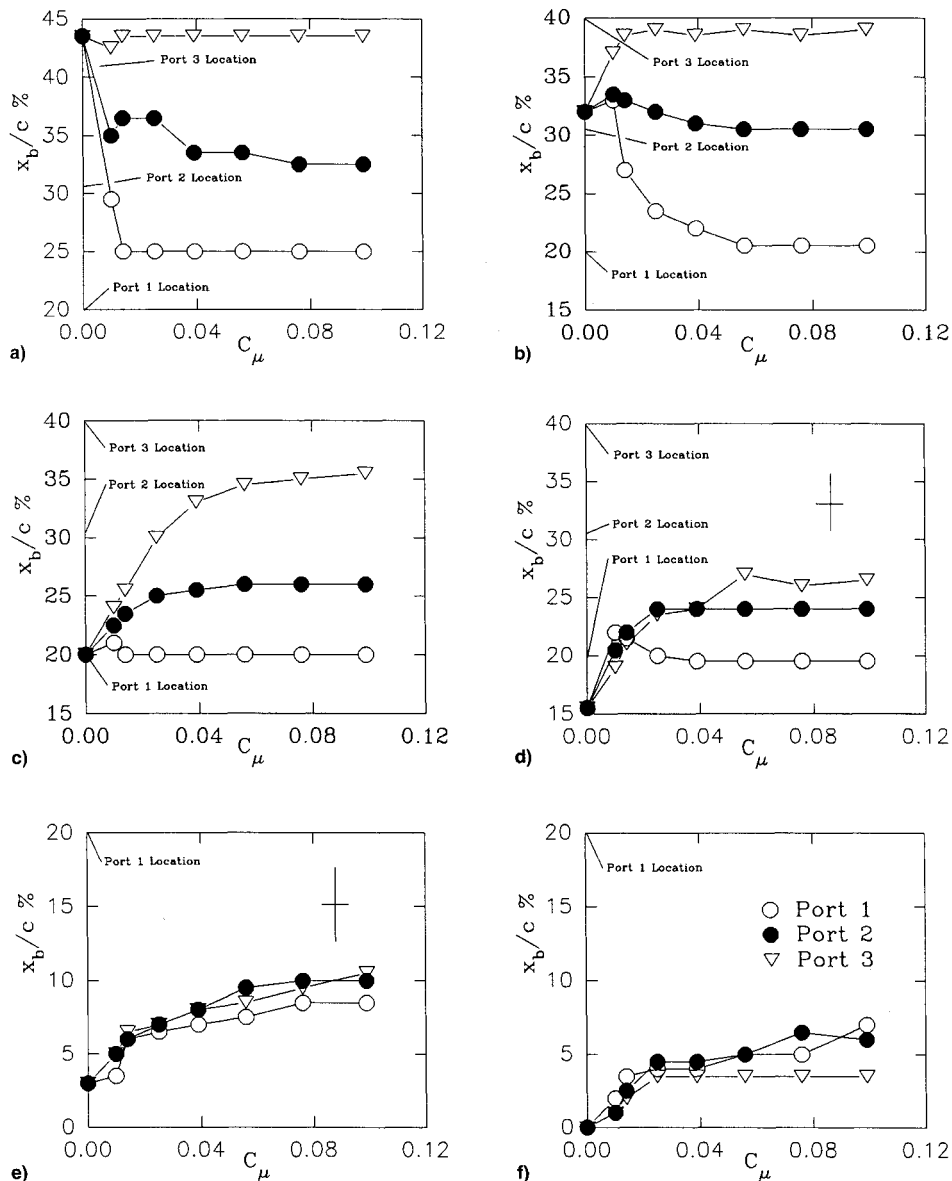 45
40
35
30
25
20
x_b/c %
Port 3 Location
Port 2 Location
Port 1 Location
0.00 0.04 0.08 0.12
a)
C_μ
40
35
30
25
20
15
x_b/c %
Port 3 Location
Port 2 Location
Port 1 Location
0.00 0.04 0.08 0.12
b)
C_μ
40
35
30
25
20
15
x_b/c %
Port 3 Location
Port 2 Location
Port 1 Location
0.00 0.04 0.08 0.12
c)
C_μ
40
35
30
25
20
15
x_b/c %
Port 3 Location
Port 2 Location
Port 1 Location
0.00 0.04 0.08 0.12
d)
C_μ
20
15
10
5
0
x_b/c %
Port 1 Location
0.00 0.04 0.08 0.12
e)
C_μ
20
15
10
5
0
x_b/c %
Port 1 Location
Port 1
Port 2
Port 3
0.00 0.04 0.08 0.12
f)
C_μ